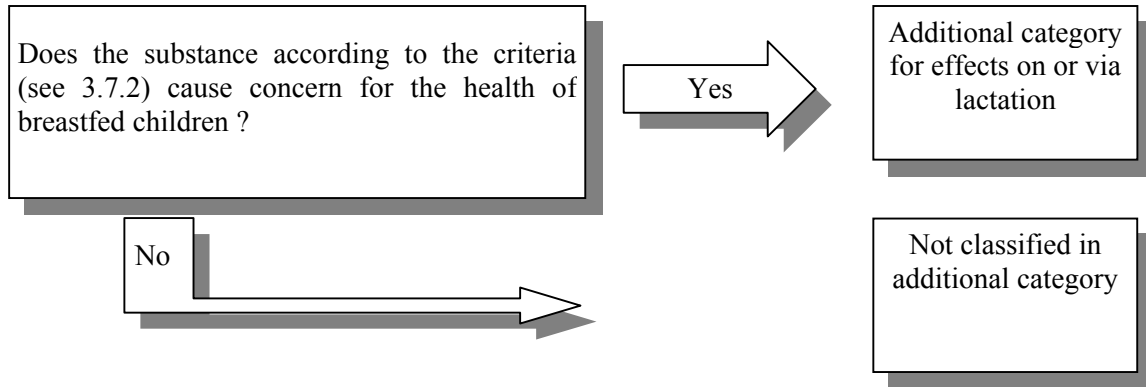 Does the substance according to the criteria
(see 3.7.2) cause concern for the health of
breastfed children ?
Yes
Additional category
for effects on or via
lactation
No
Not classified in
additional category